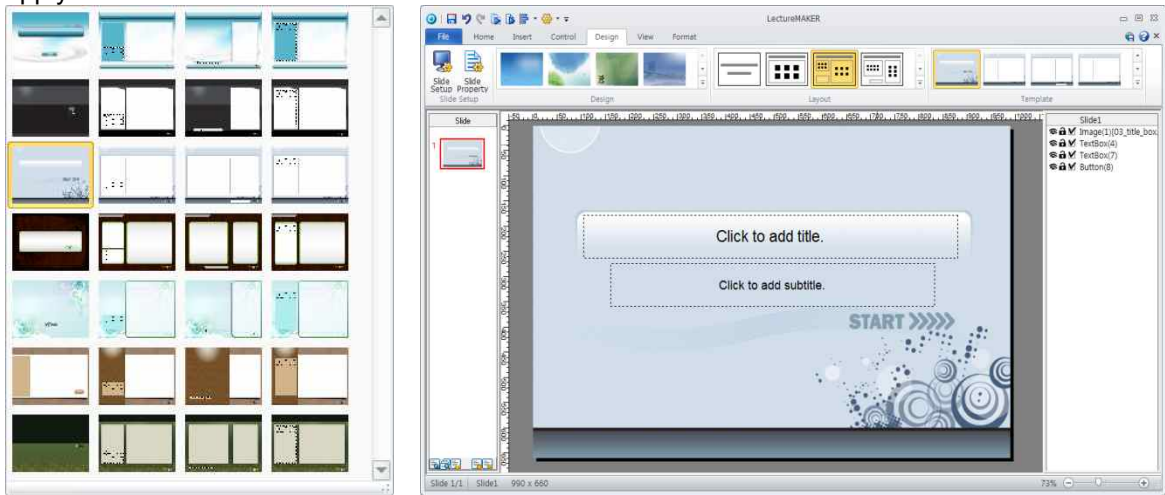 LectureMAKER
File Home Insert Control Design View Format
Slide Setup
Slide Property
Slide Setup
Design
Layout
Template
Slide
1
Slide1
Image(1)[03_title_box
TextBox(4)
TextBox(7)
Button(8)
Click to add title.
Click to add subtitle.
START
Slide 1/1 Slide1 990 x 660
73%